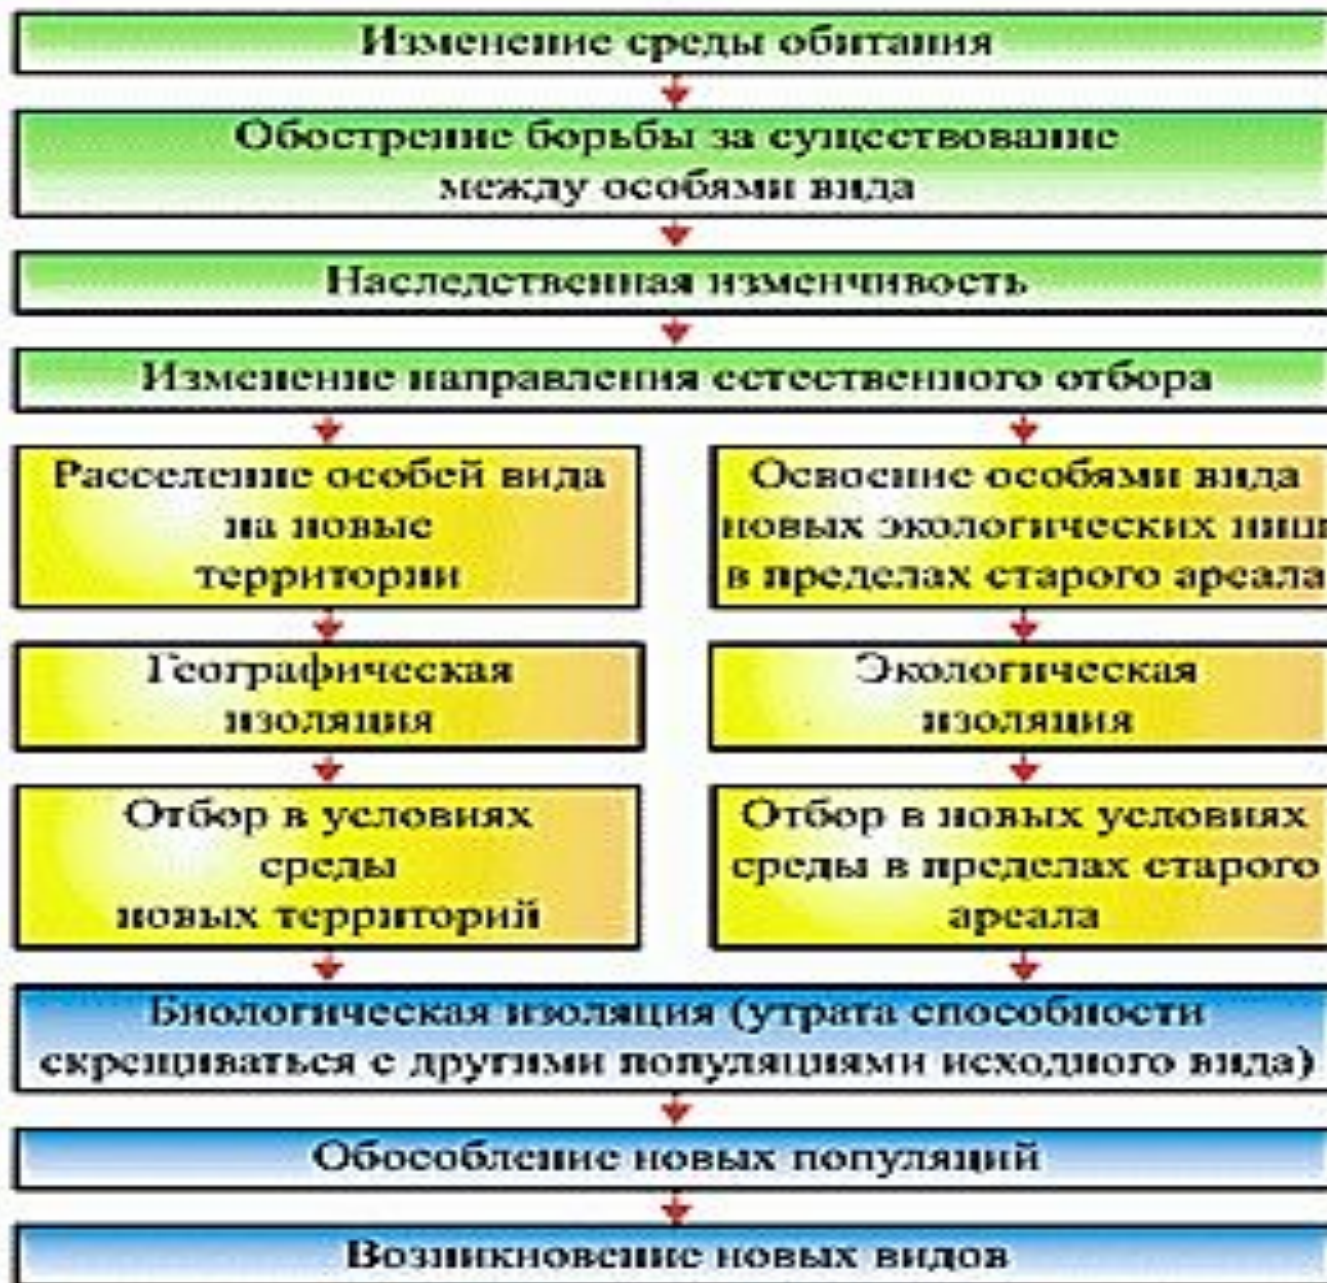 Изменение среды обитания
Обострение борьбы за существование
между особями вида
Наследственная изменчивость
Изменение направления естественного отбора
Расселение особей вида
на новые
территории
Освоение особями вида
новых экологических ниш
в пределах старого ареала
Географическая
изоляция
Экологическая
изоляция
Отбор в условиях
среды
новых территорий
Отбор в новых условиях
среды в пределах старого
ареала
Биологическая изоляция (утрата способности
скрещиваться с другими популяциями исходного вида)
Обособление новых популяций
Возникновение новых видов